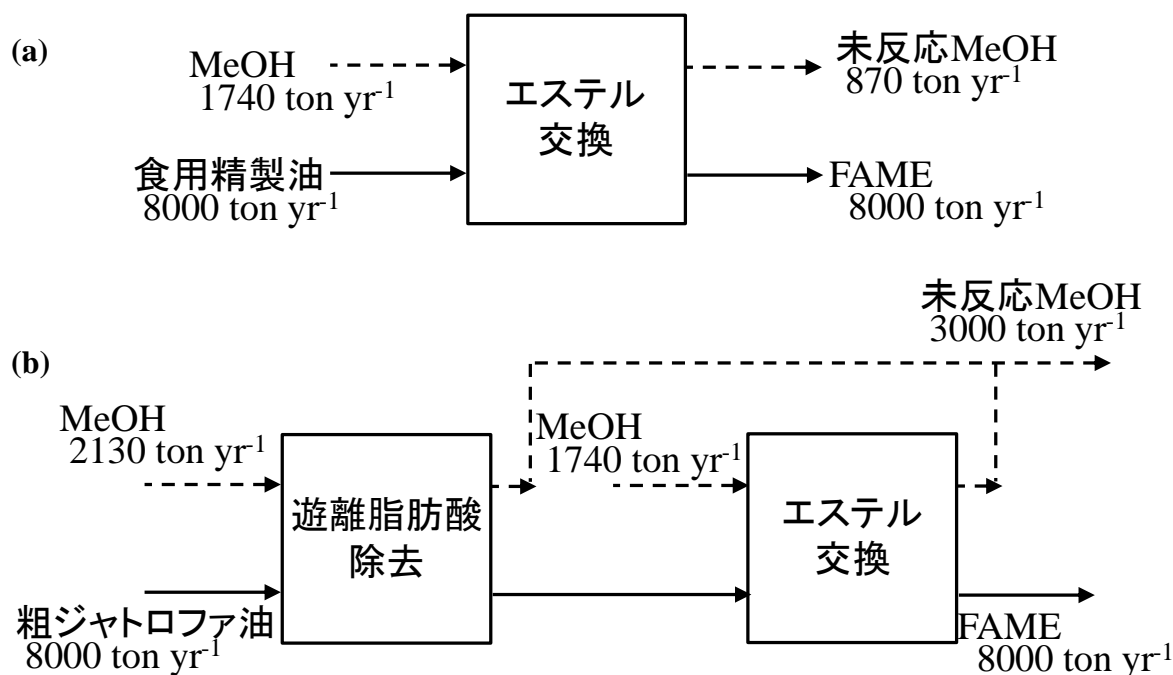 (a)
MeOH
1740 ton yr-1
食用精製油
8000 ton yr-1
エステル
交換
未反応MeOH
870 ton yr-1
FAME
8000 ton yr-1
(b)
未反応MeOH
3000 ton yr-1
MeOH
2130 ton yr-1
粗ジャトロファ油
8000 ton yr-1
遊離脂肪酸
除去
MeOH
1740 ton yr-1
エステル
交換
FAME
8000 ton yr-1